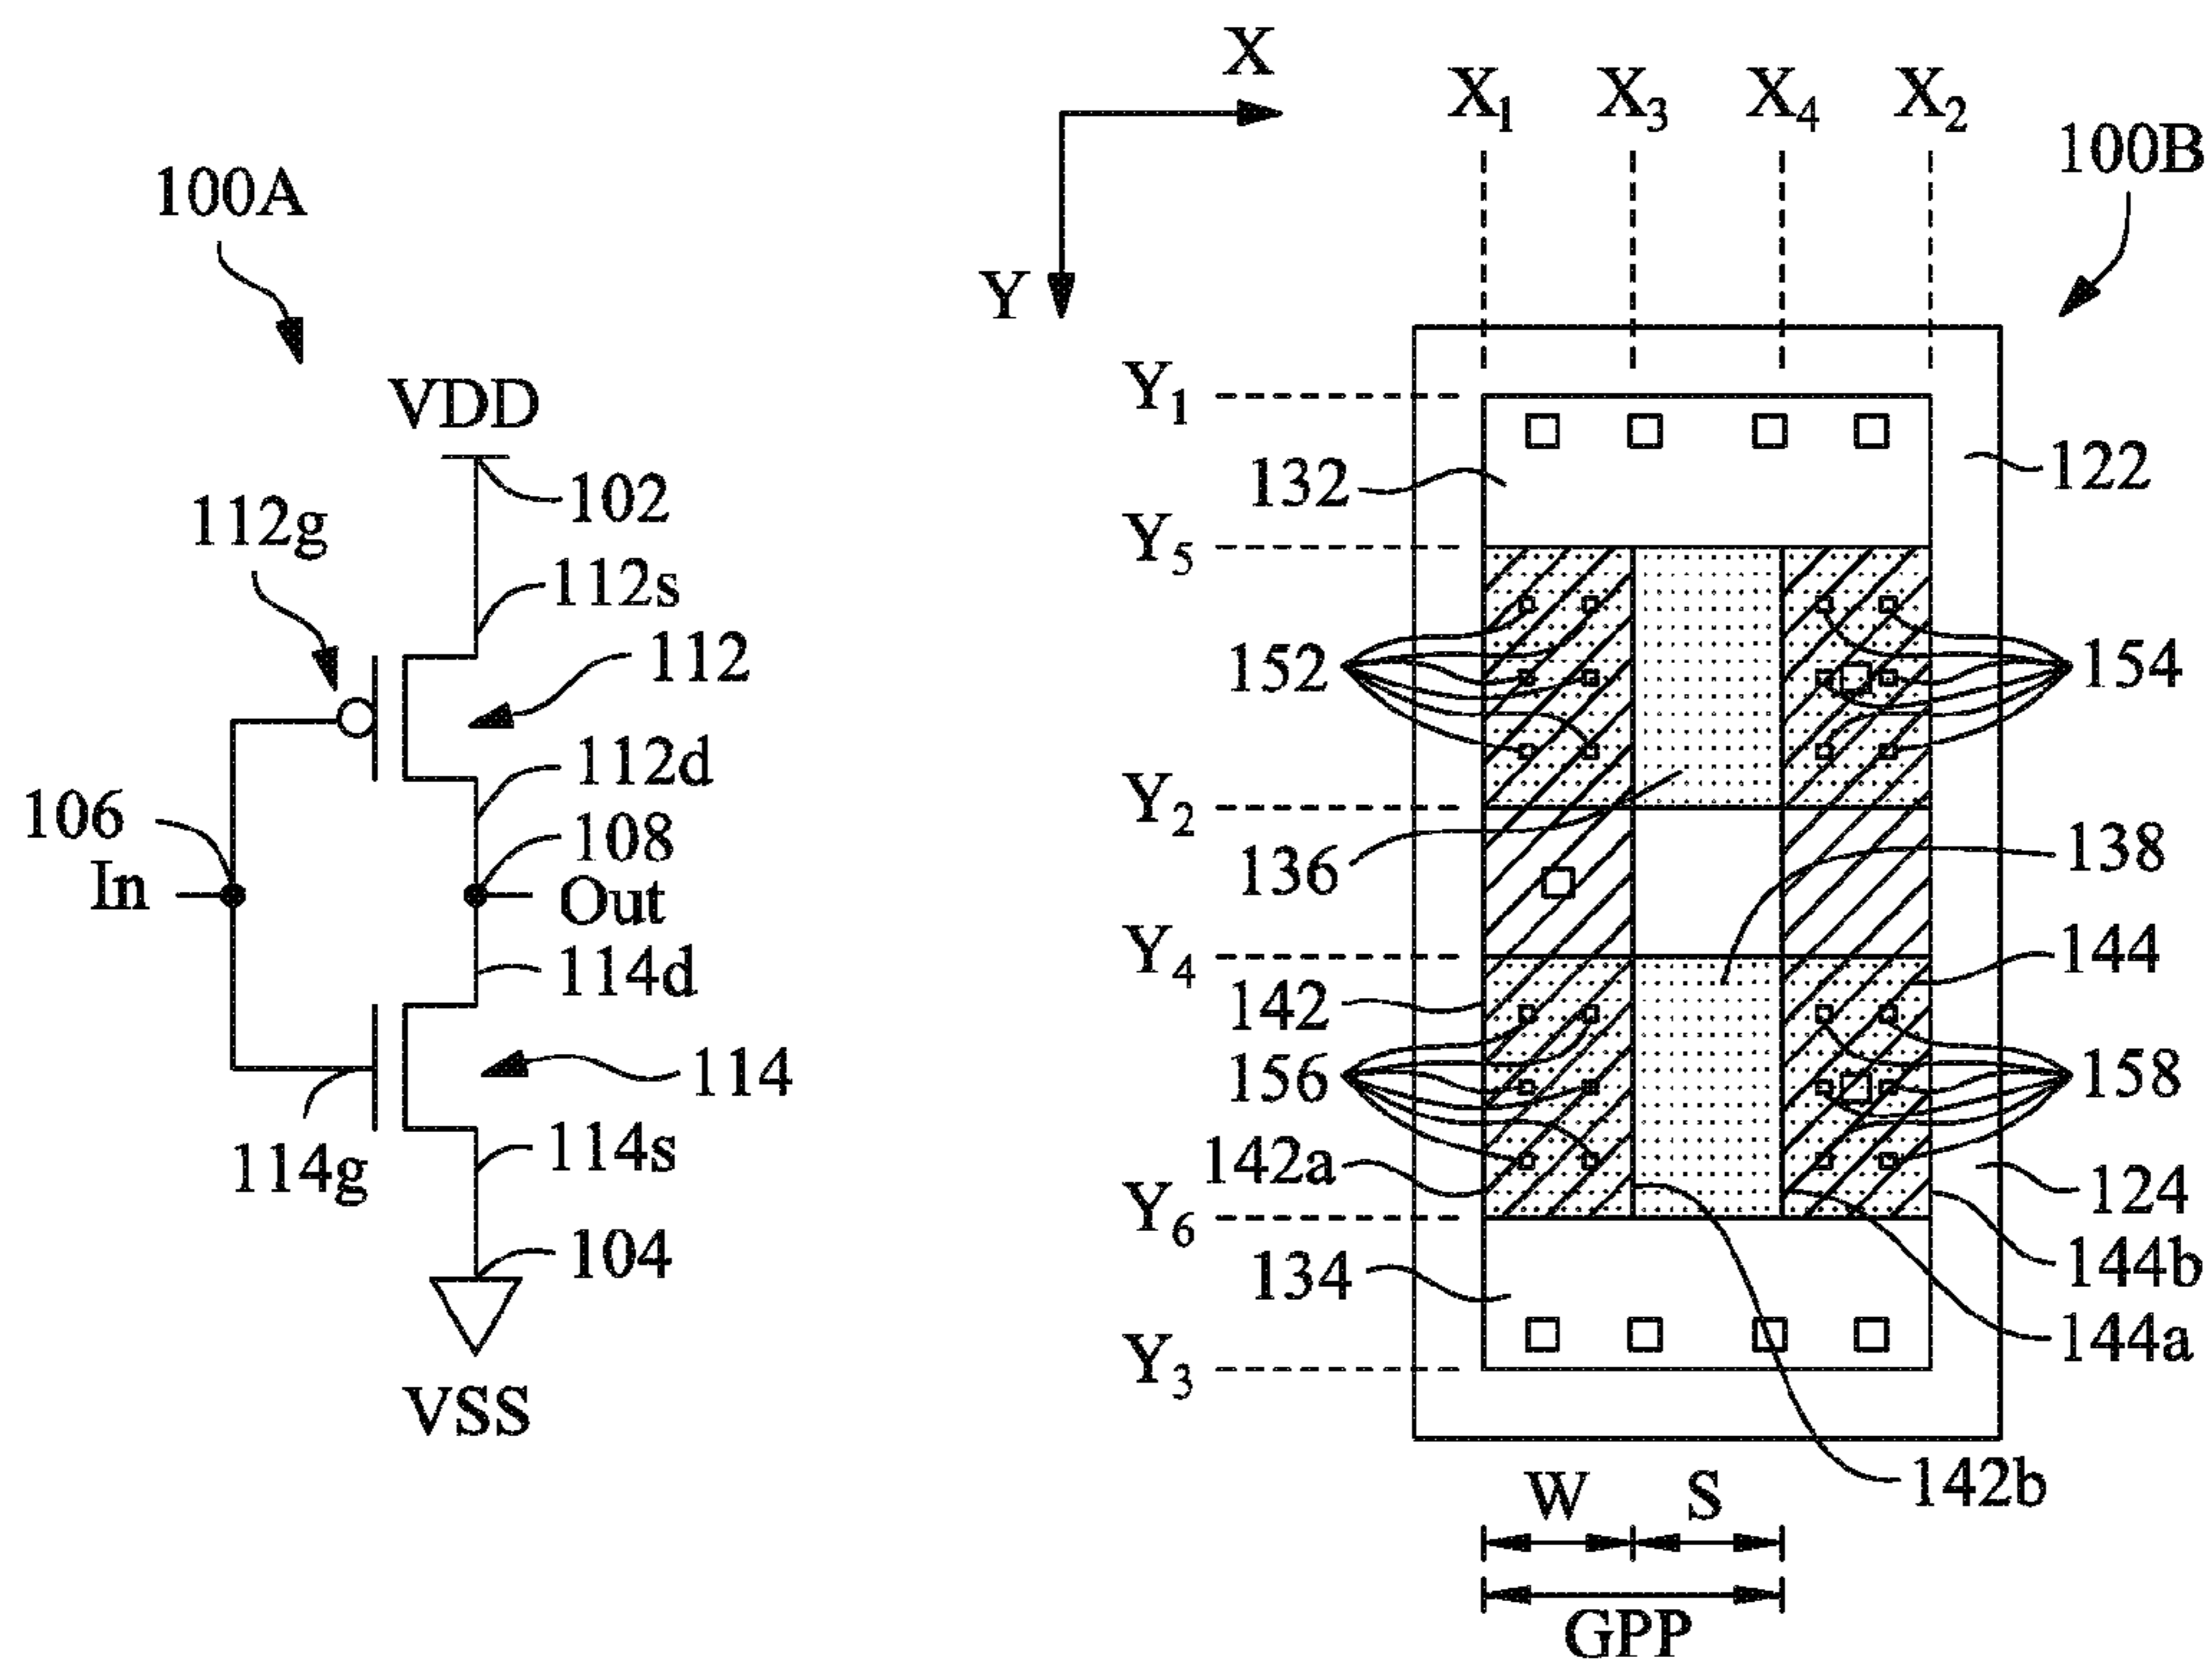 100A
VDD
102
112g
112s
112
112d
106
108
In
Out
114d
114
114g
114s
104
VSS
X
Y
X1
X3
X4
X2
100B
Y1
132
122
Y5
152
154
Y2
136
138
Y4
142
144
156
158
142a
124
Y6
134
144b
144a
Y3
142b
W
S
GPP